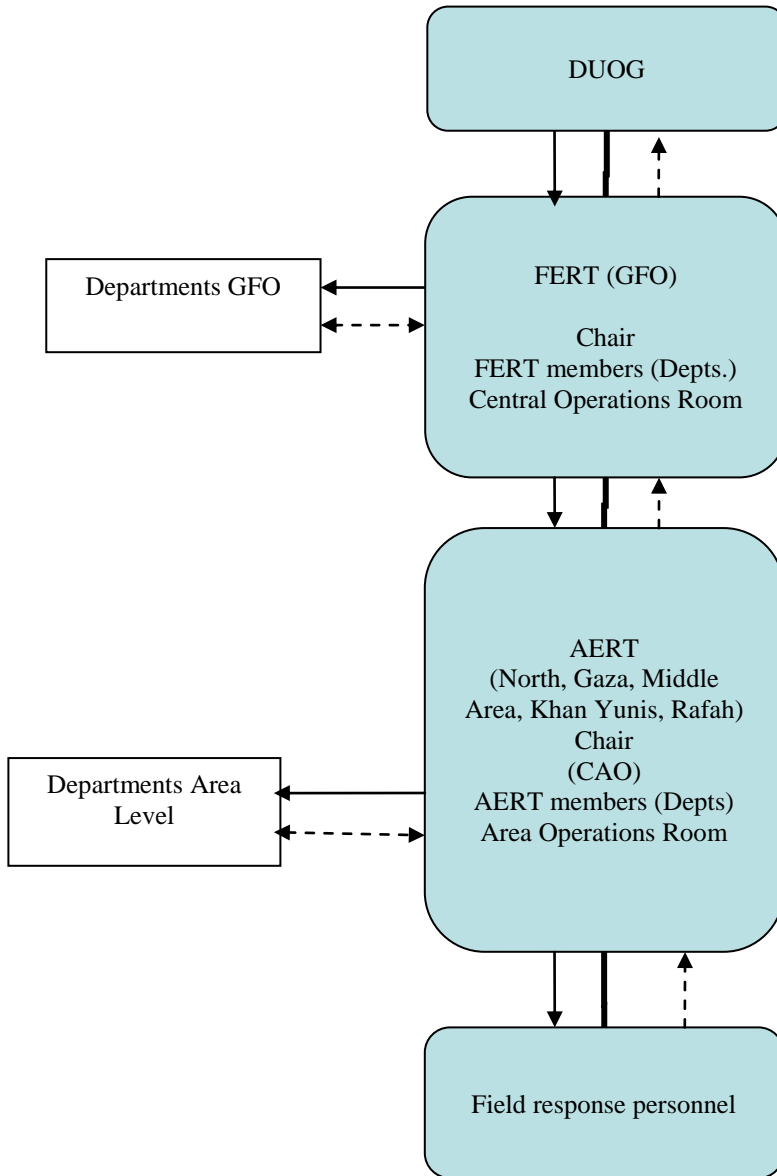 DUOG
Departments GFO
FERT (GFO)
Chair
FERT members (Depts.)
Central Operations Room
AERT
(North, Gaza, Middle
Area, Khan Yunis, Rafah)
Chair
(CAO)
AERT members (Depts)
Area Operations Room
Departments Area
Level
Field response personnel